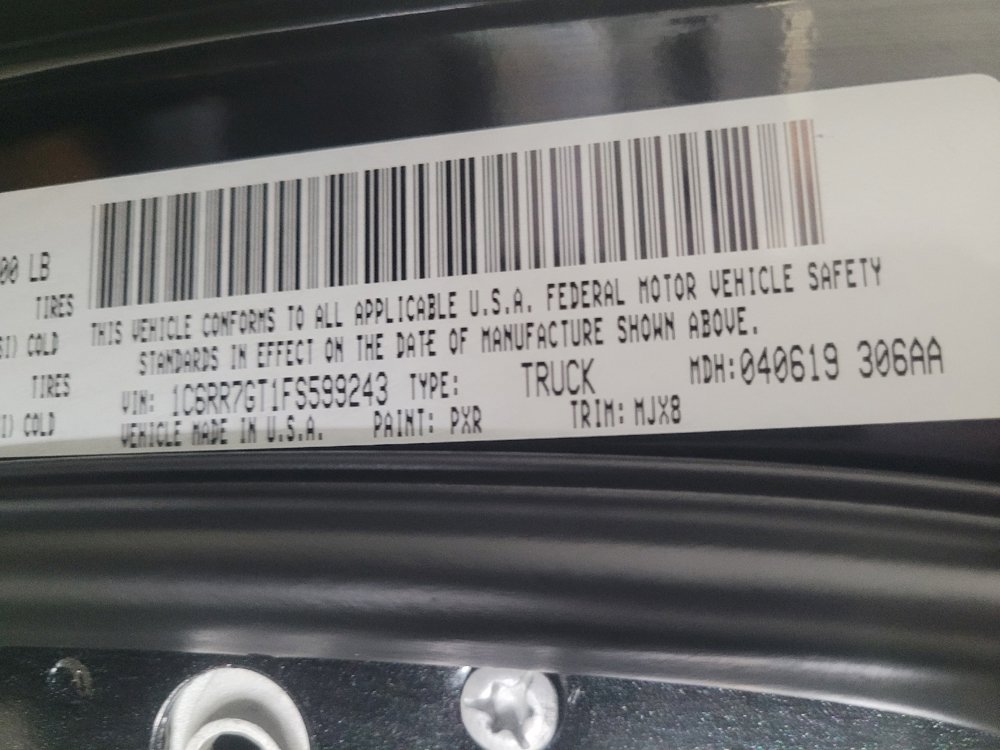 00 LB
TIRES
SI) COLD
TIRES
I) COLD
THIS VEHICLE CONFORMS TO ALL APPLICABLE U.S.A. FEDERAL MOTOR VEHICLE SAFETY
STANDARDS IN EFFECT ON THE DATE OF MANUFACTURE SHOWN ABOVE.
VIN: 1C6RR7GT1FS599243 TYPE: TRUCK MDH:040619 306AA
VEHICLE MADE IN U.S.A. PAINT: PXR TRIM: MJX8